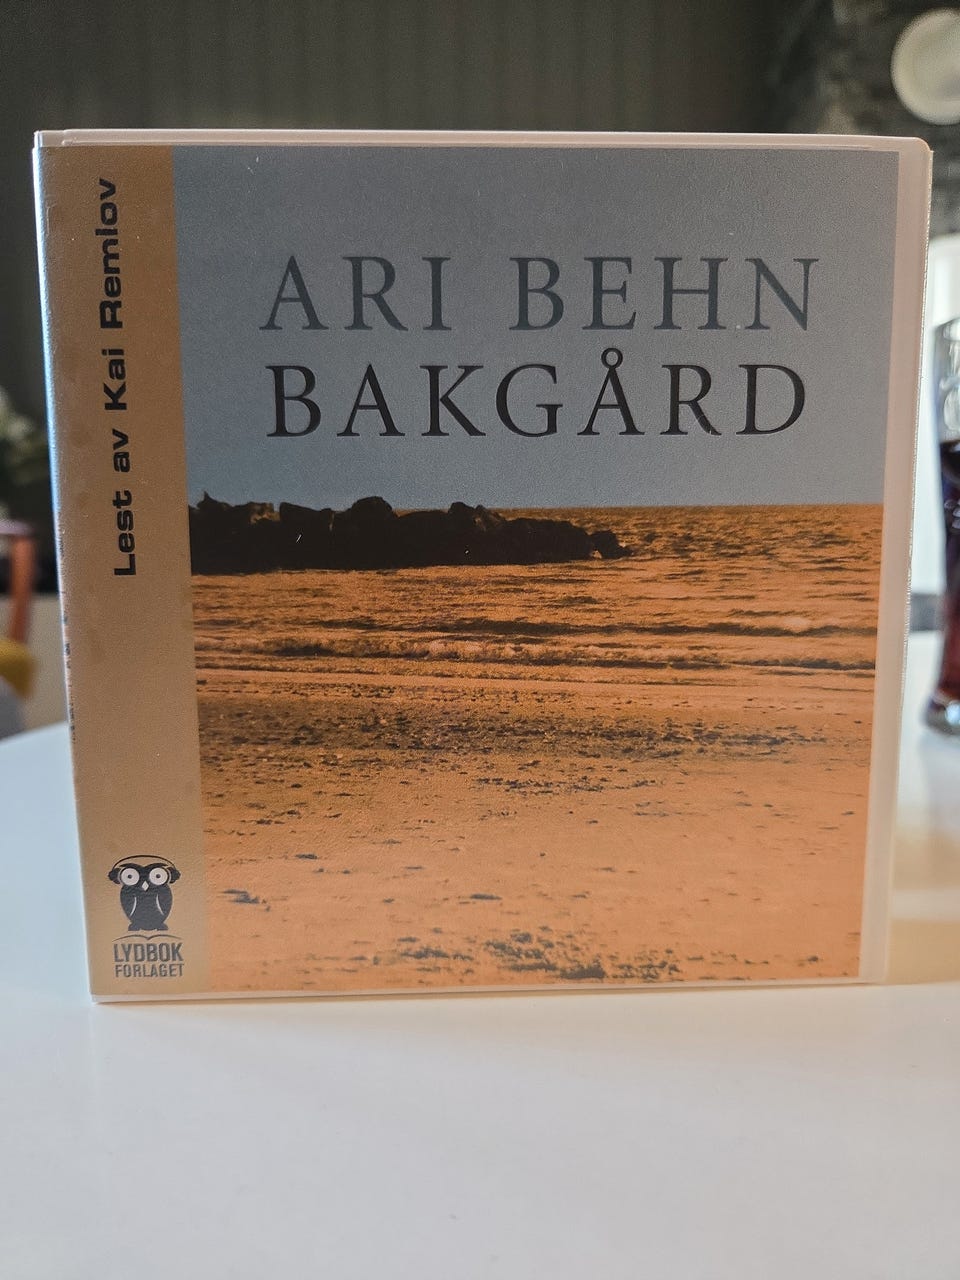 Lest av Kai Remlov
ARI BEHN
BAKGÅRD
LYDBOK
FORLAGET